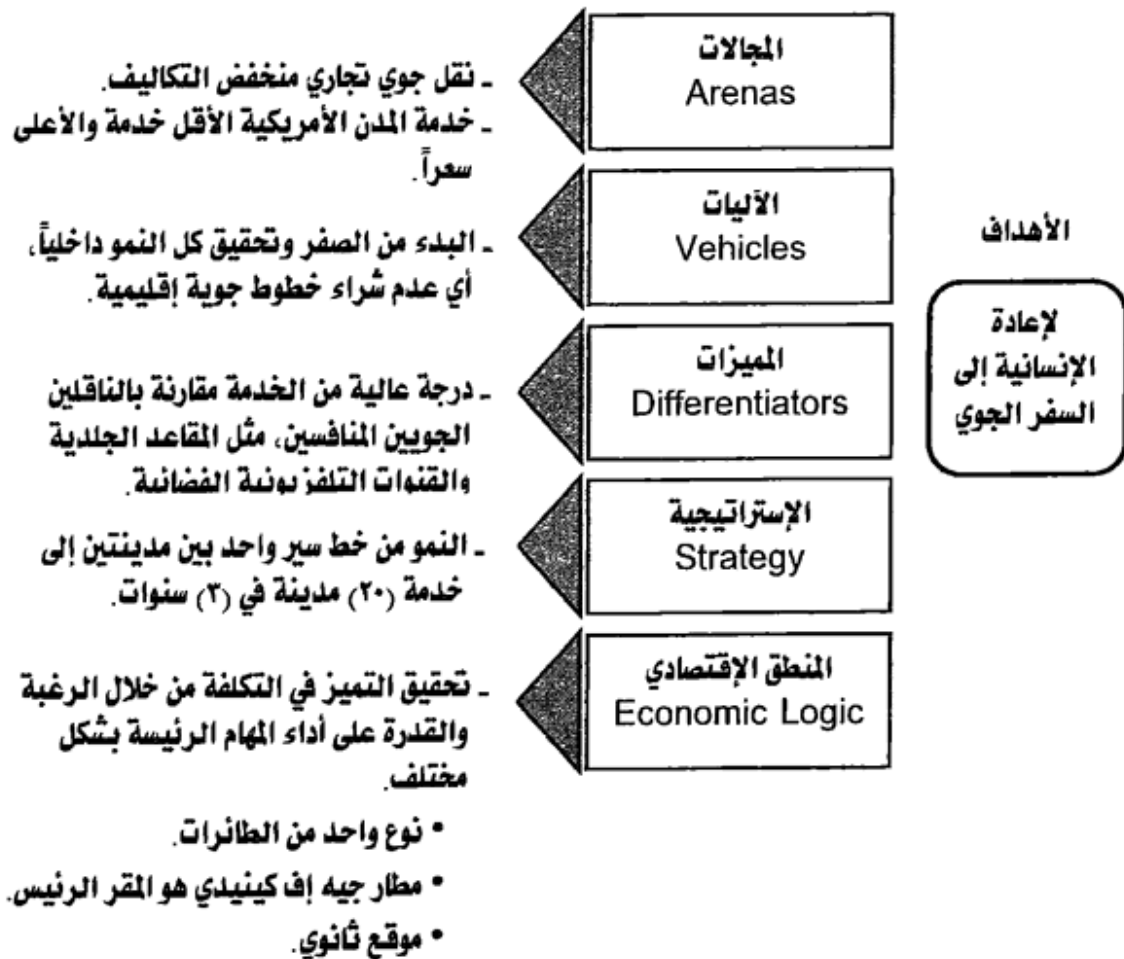 الأهداف
لإعادة
الإنسانية إلى
السفر الجوي
المجالات
Arenas
ـ نقل جوي تجاري منخفض التكاليف.
ـ خدمة المدن الأمريكية الأقل خدمة والأعلى
سعراً.
الآليات
Vehicles
ـ البدء من الصفر وتحقيق كل النمو داخلياً،
أي عدم شراء خطوط جوية إقليمية.
المميزات
Differentiators
ـ درجة عالية من الخدمة مقارنة بالناقلين
الجويين المنافسين، مثل المقاعد الجلدية
والقنوات التلفزيونية الفضائية.
الإستراتيجية
Strategy
ـ النمو من خط سير واحد بين مدينتين إلى
خدمة (٢٠) مدينة في (٣) سنوات.
المنطق الإقتصادي
Economic Logic
ـ تحقيق التميز في التكلفة من خلال الرغبة
والقدرة على أداء المهام الرئيسة بشكل
مختلف.
• نوع واحد من الطائرات.
• مطار جيه إف كينيدي هو المقر الرئيس.
• موقع ثانوي.